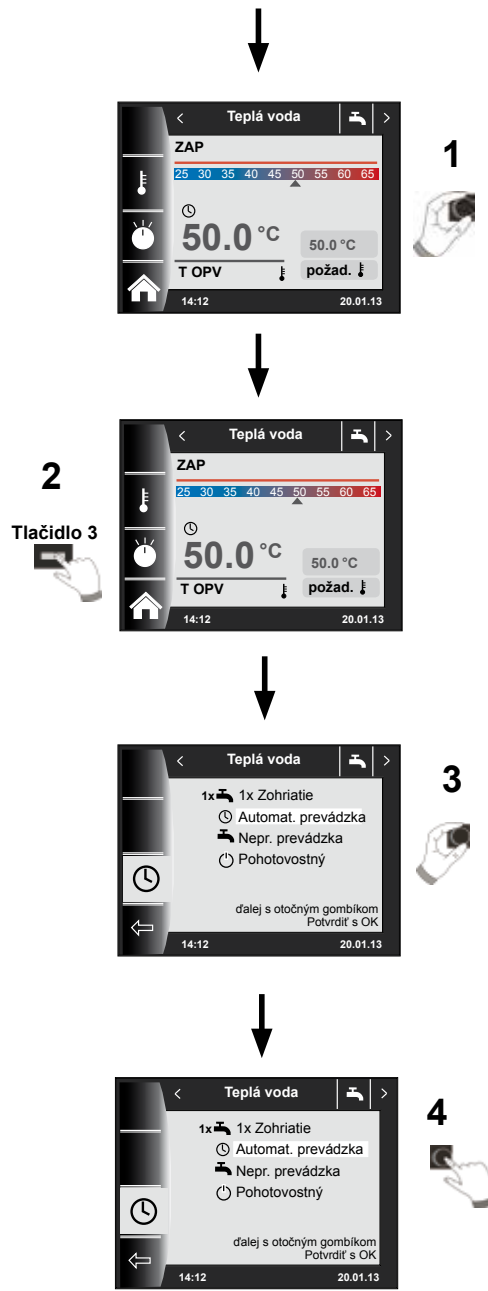 < Teplá voda >
ZAP
25 30 35 40 45 50 55 60 65
50.0 °C
50.0 °C
T OPV
požad.
14:12 20.01.13
1
< Teplá voda >
ZAP
25 30 35 40 45 50 55 60 65
50.0 °C
50.0 °C
T OPV
požad.
14:12 20.01.13
2
Tlačidlo 3
< Teplá voda >
1x 1x Zohriatie
Automat. prevádzka
Nepr. prevádzka
Pohotovostný
ďalej s otočným gombíkom
Potvrdiť s OK
14:12 20.01.13
3
< Teplá voda >
1x 1x Zohriatie
Automat. prevádzka
Nepr. prevádzka
Pohotovostný
ďalej s otočným gombíkom
Potvrdiť s OK
14:12 20.01.13
4